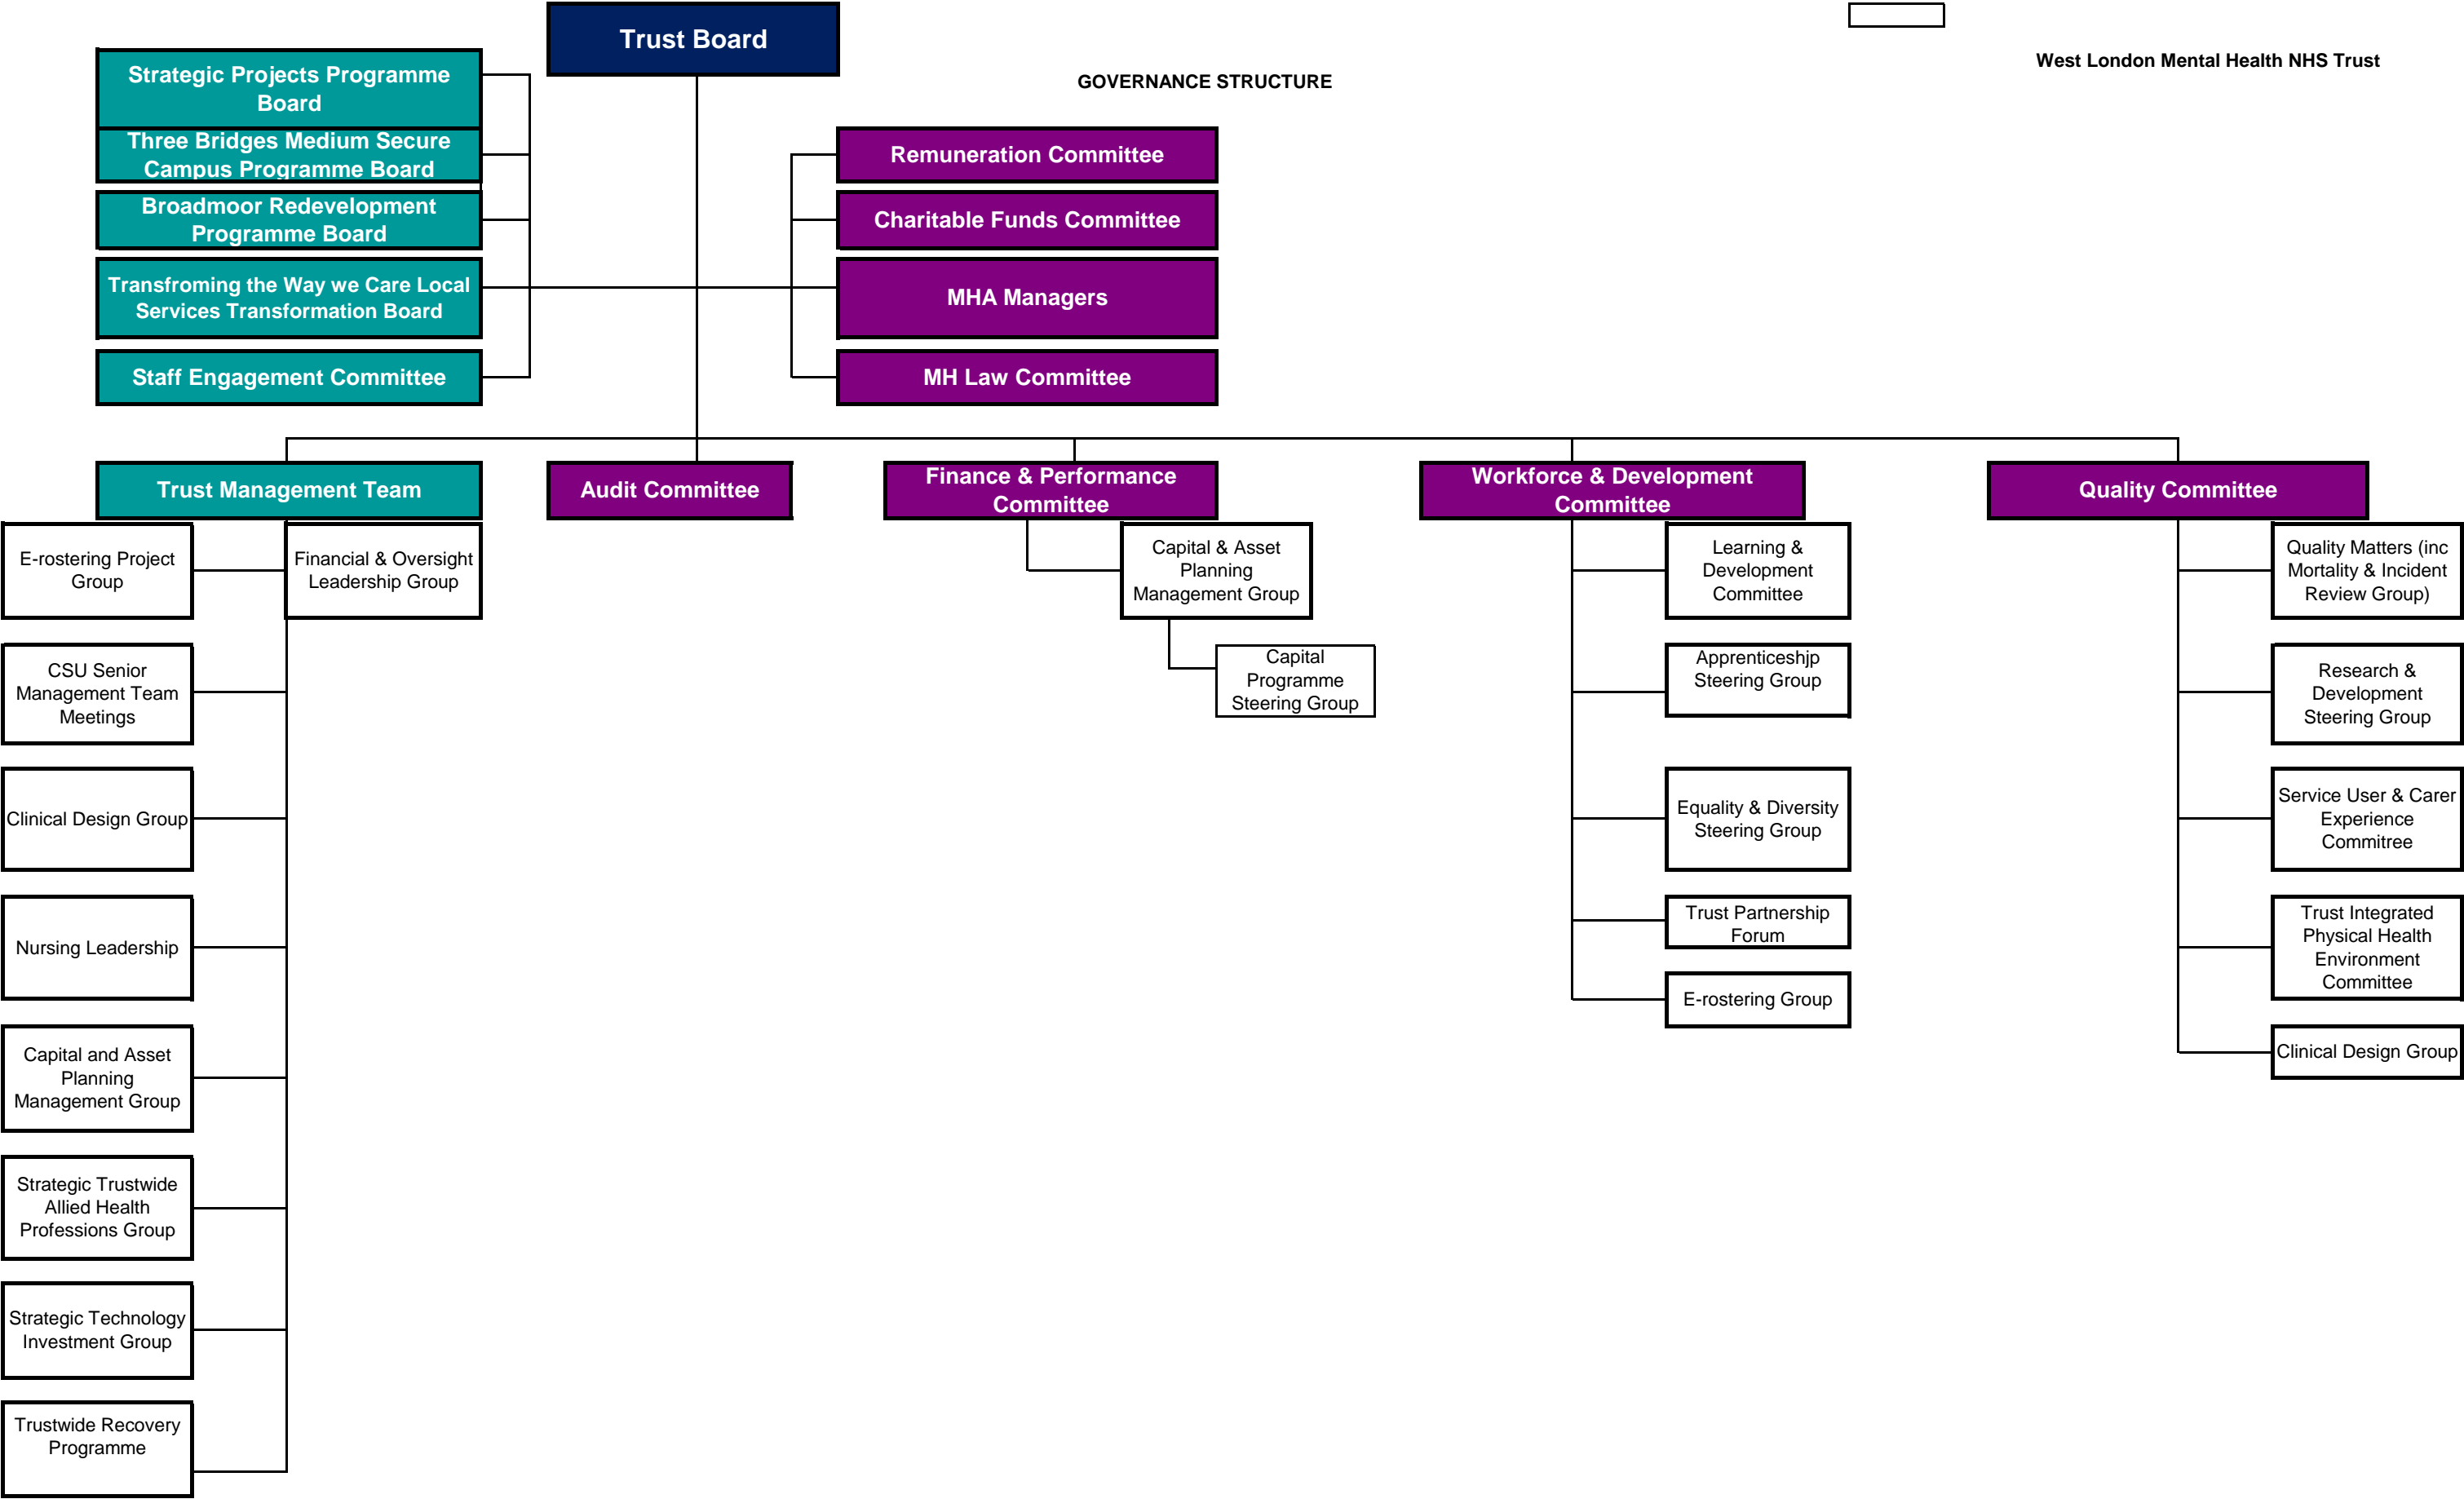 Trust Board
West London Mental Health NHS Trust
GOVERNANCE STRUCTURE
Strategic Projects Programme
Board
Three Bridges Medium Secure
Campus Programme Board
Broadmoor Redevelopment
Programme Board
Transfroming the Way we Care Local
Services Transformation Board
Staff Engagement Committee
Remuneration Committee
Charitable Funds Committee
MHA Managers
MH Law Committee
Trust Management Team
Audit Committee
Finance & Performance
Committee
Workforce & Development
Committee
Quality Committee
E-rostering Project
Group
Financial & Oversight
Leadership Group
CSU Senior
Management Team
Meetings
Clinical Design Group
Nursing Leadership
Capital and Asset
Planning
Management Group
Strategic Trustwide
Allied Health
Professions Group
Strategic Technology
Investment Group
Trustwide Recovery
Programme
Capital & Asset
Planning
Management Group
Capital
Programme
Steering Group
Learning &
Development
Committee
Apprenticeshjp
Steering Group
Equality & Diversity
Steering Group
Trust Partnership
Forum
E-rostering Group
Quality Matters (inc
Mortality & Incident
Review Group)
Research &
Development
Steering Group
Service User & Carer
Experience
Commitree
Trust Integrated
Physical Health
Environment
Committee
Clinical Design Group